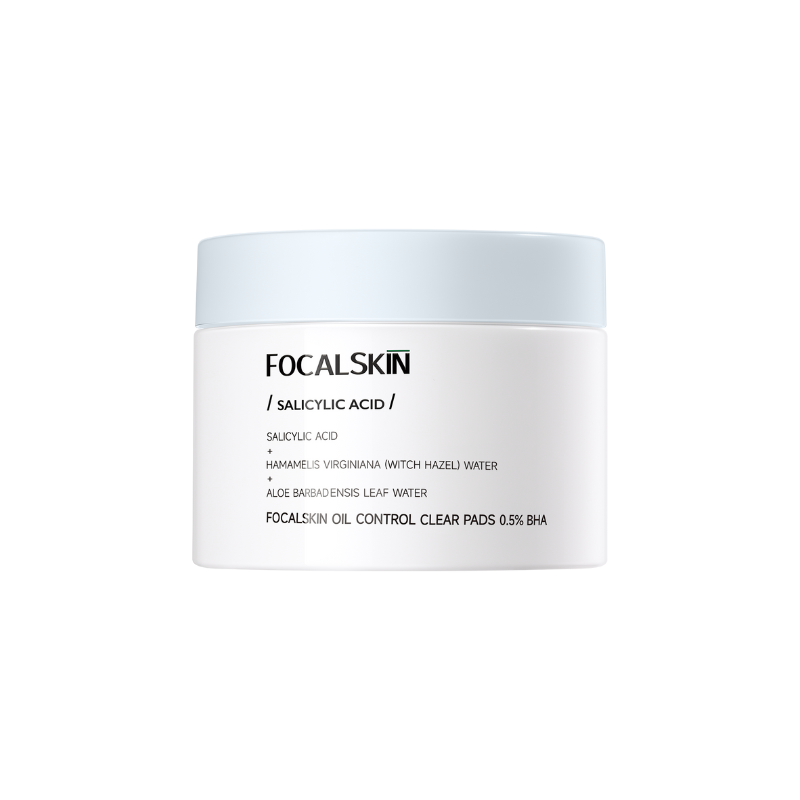 FOCALSKIN
/ SALICYLIC ACID /
SALICYLIC ACID
+
HAMAMELIS VIRGINIANA (WITCH HAZEL) WATER
+
ALOE BARBADENSIS LEAF WATER
FOCALSKIN OIL CONTROL CLEAR PADS 0.5% BHA